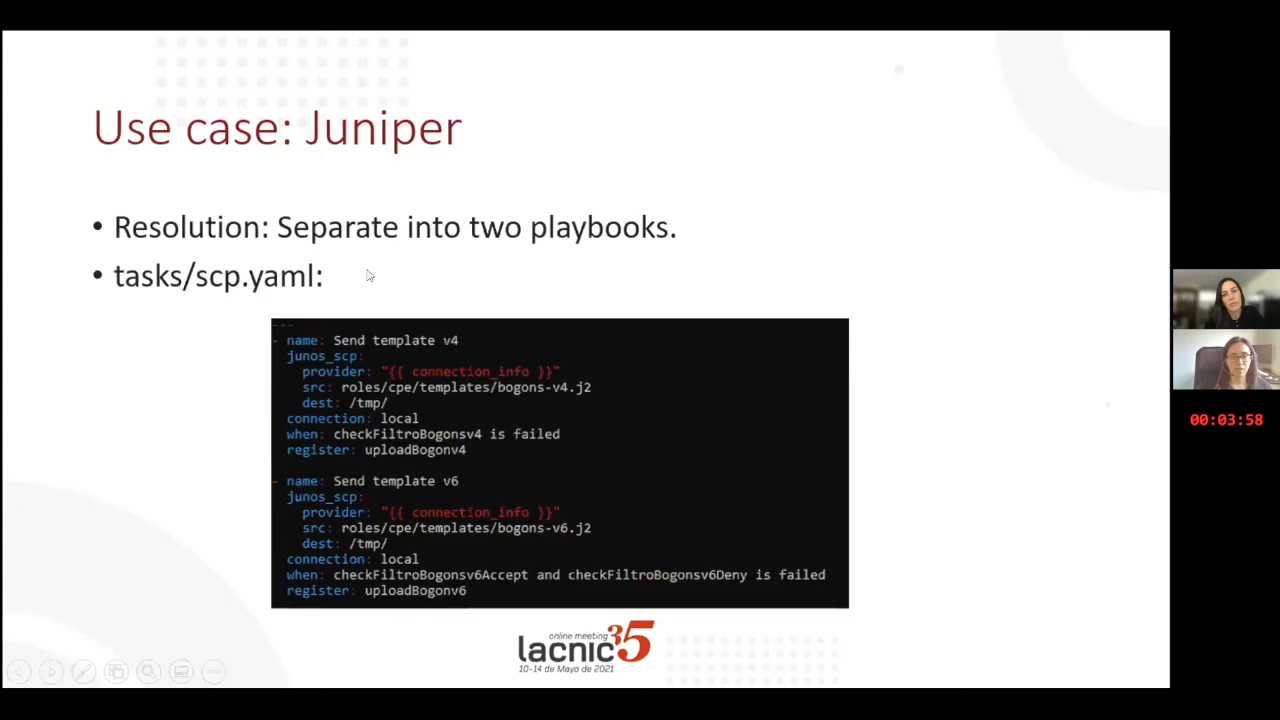 Use case: Juniper
• Resolution: Separate into two playbooks.
• tasks/scp.yaml:
---
- name: Send template v4
junos_scp:
provider: "{{ connection_info }}"
src: roles/cpe/templates/bogons-v4.j2
dest: /tmp/
connection: local
when: checkFiltroBogonsv4 is failed
register: uploadBogonv4
- name: Send template v6
junos_scp:
provider: "{{ connection_info }}"
src: roles/cpe/templates/bogons-v6.j2
dest: /tmp/
connection: local
when: checkFiltroBogonsv6Accept and checkFiltroBogonsv6Deny is failed
register: uploadBogonv6
online meeting
lacnic35
10-14 de Mayo de 2021
00:03:58